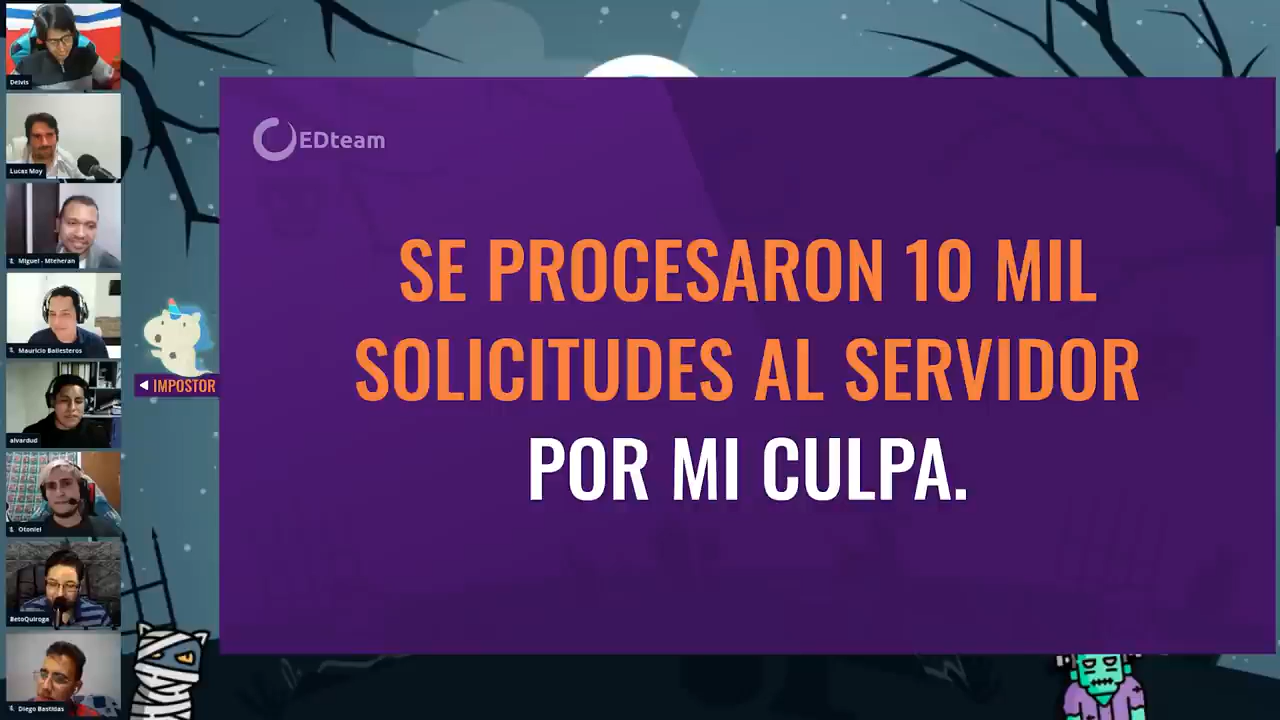 Deivis
Lucas Moy
Miguel - Mteheran
Mauricio Ballesteros
alvardud
Otoniel
BetoQuiroga
Diego Bastidas
IMPOSTOR
EDteam
SE PROCESARON 10 MIL
SOLICITUDES AL SERVIDOR
POR MI CULPA.